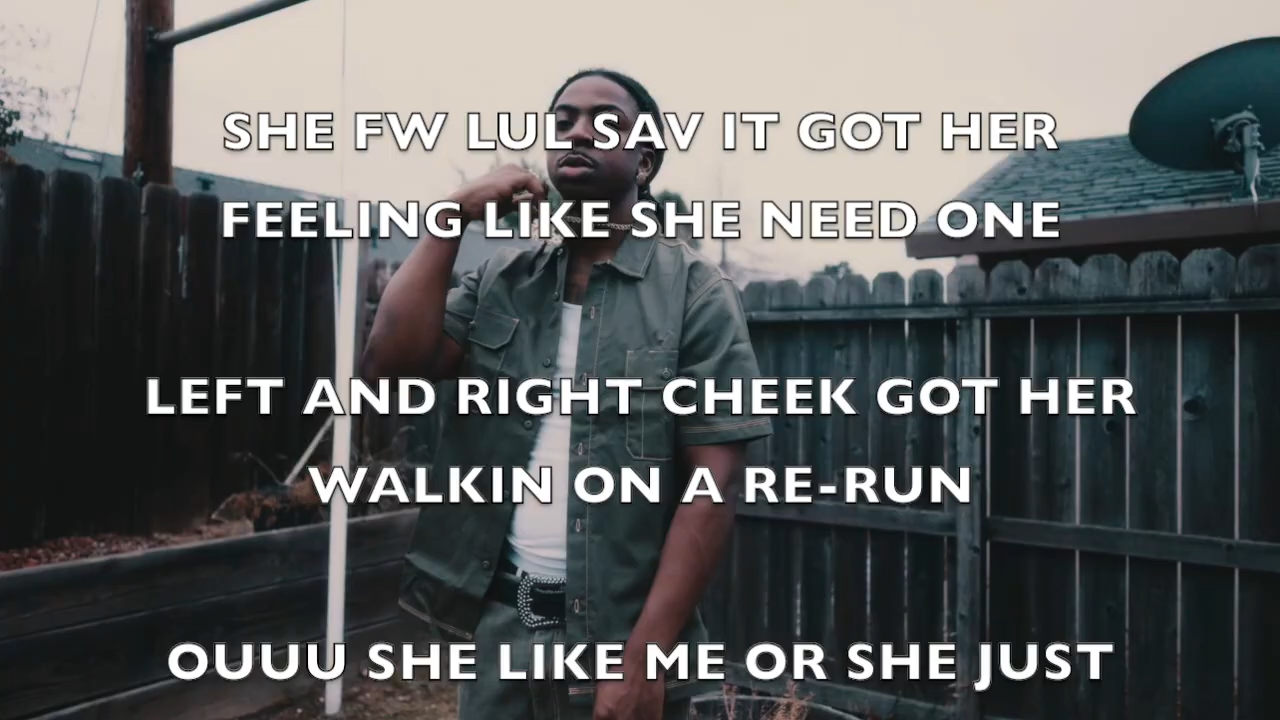 SHE FW LUL SAV IT GOT HER
FEELING LIKE SHE NEED ONE
LEFT AND RIGHT CHEEK GOT HER
WALKIN ON A RE-RUN
OUUU SHE LIKE ME OR SHE JUST